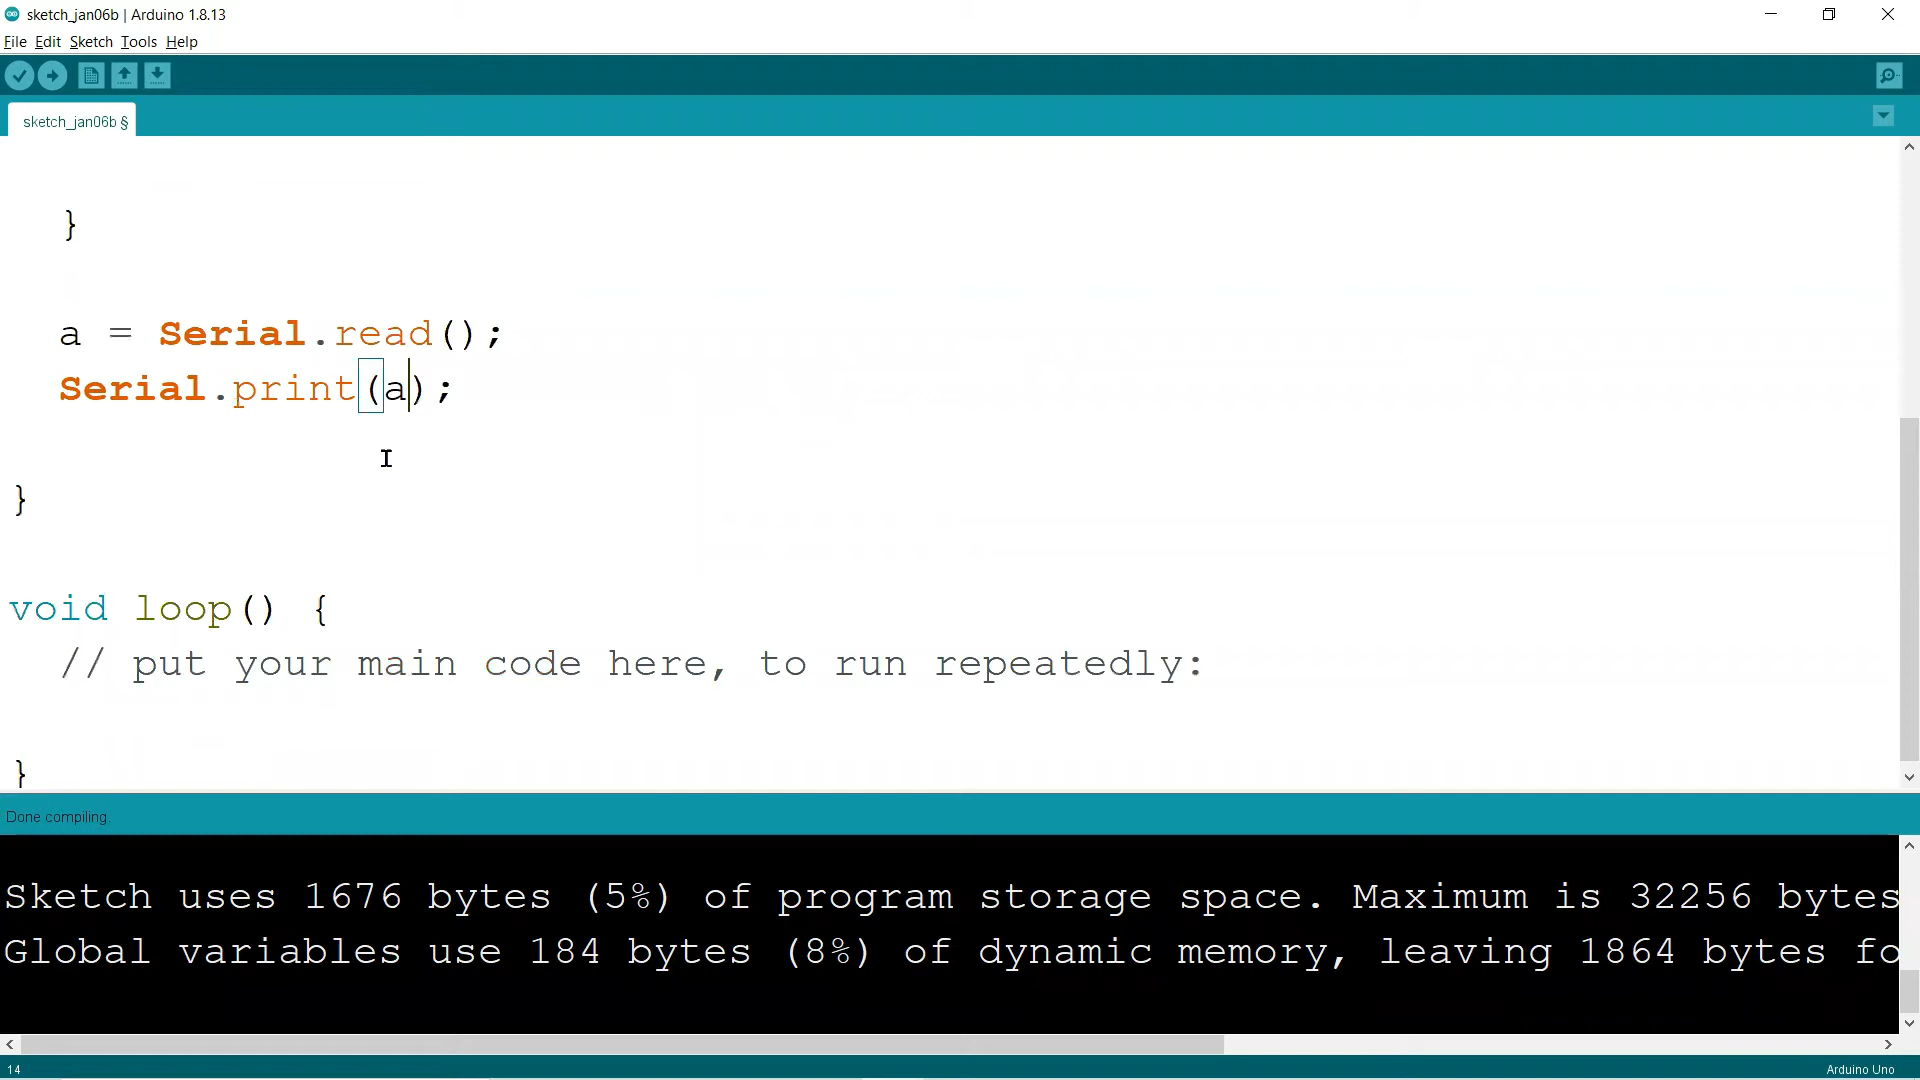 sketch_jan06b | Arduino 1.8.13
File Edit Sketch Tools Help
sketch_jan06b §
}
a = Serial.read();
Serial.print(a);
}
void loop() {
// put your main code here, to run repeatedly:
}
Done compiling.
Sketch uses 1676 bytes (5%) of program storage space. Maximum is 32256 bytes
Global variables use 184 bytes (8%) of dynamic memory, leaving 1864 bytes fo
14
Arduino Uno